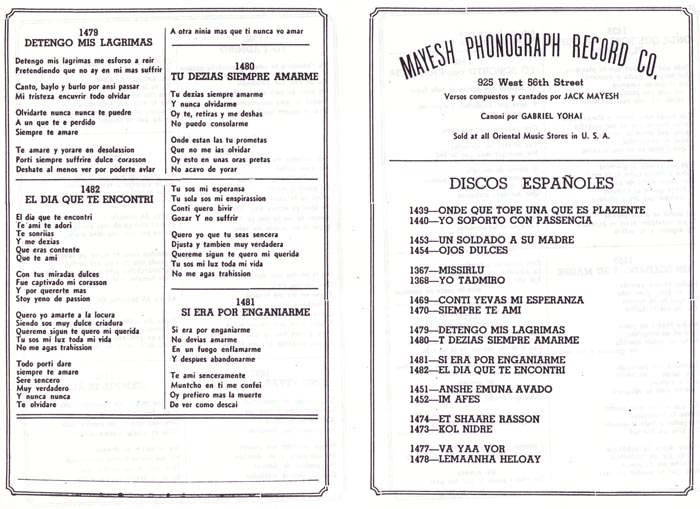 1479
DETENGO MIS LAGRIMAS
Detengo mis lagrimas me esforso a reir
Pretendiendo que no ay en mi mas suffrir
Canto, baylo y burlo por ansi passar
Mi tristeza encuvrir todo olvidar
Olvidarte nunca nunca te puedo
A un que te e perdido
Siempre te amare
Te amare y yorare en desolassion
Porti siempre suffrire dulce corasson
Deshate al menos ver por poderte avlar
A otra ninia mas que ti nunca vo amar
1480
TU DEZIAS SIEMPRE AMARME
Tu dezias siempre amarme
Y nunca olvidarme
Oy te, retiras y me deshas
No puedo consolarme
Onde estan las tu prometas
Que no me ias olvidar
Oy esto en unas oras pretas
No acavo de yorar
1482
EL DIA QUE TE ENCONTRI
El dia que te encontri
Te ami te adori
Te sonriias
Y me dezias
Que eras contente
Que te ami
Con tus miradas dulces
Fue captivado mi corasson
Y por quererte mas
Stoy yeno de passion
Quero yo amarte a la locura
Siendo sos muy dulce criadura
Quereme sigun te quero mi querida
Tu sos mi luz toda mi vida
No me agas trahission
Todo porti dare
siempre te amare
Sere sencero
Muy verdadero
Y nunca nunca
Te olvidare
Tu sos mi esperansa
Tu sola sos mi enspirassion
Conti quero bivir
Gozar Y no suffrir
Quero yo que tu seas sencera
Djusta y tambien muy verdadera
Quereme sigun te quero mi querida
Tu sos mi luz toda mi vida
No me agas trahission
1481
SI ERA POR ENGANIARME
Si era por enganiarme
No devias amarme
En un fuego enflamarme
Y despues abandonarme
Te ami senceramente
Muntcho en ti me confei
Oy prefiero mas la muerte
De ver como descai
MAYESH PHONOGRAPH RECORD CO.
925 West 56th Street
Versos compuestos y cantados por JACK MAYESH
Canoni por GABRIEL YOHAI
Sold at all Oriental Music Stores in U. S. A.
DISCOS ESPAÑOLES
1439—ONDE QUE TOPE UNA QUE ES PLAZIENTE
1440—YO SOPORTO CON PASSENCIA
1453—UN SOLDADO A SU MADRE
1454—OJOS DULCES
1367—MISSIRLU
1368—YO TADMIRO
1469—CONTI YEVAS MI ESPERANZA
1470—SIEMPRE TE AMI
1479—DETENGO MIS LAGRIMAS
1480—T DEZIAS SIEMPRE AMARME
1481—SI ERA POR ENGANIARME
1482—EL DIA QUE TE ENCONTRI
1451—ANSHE EMUNA AVADO
1452—IM AFES
1474—ET SHAARE RASSON
1473—KOL NIDRE
1477—VA YAA VOR
1478—LEMAANHA HELOAY